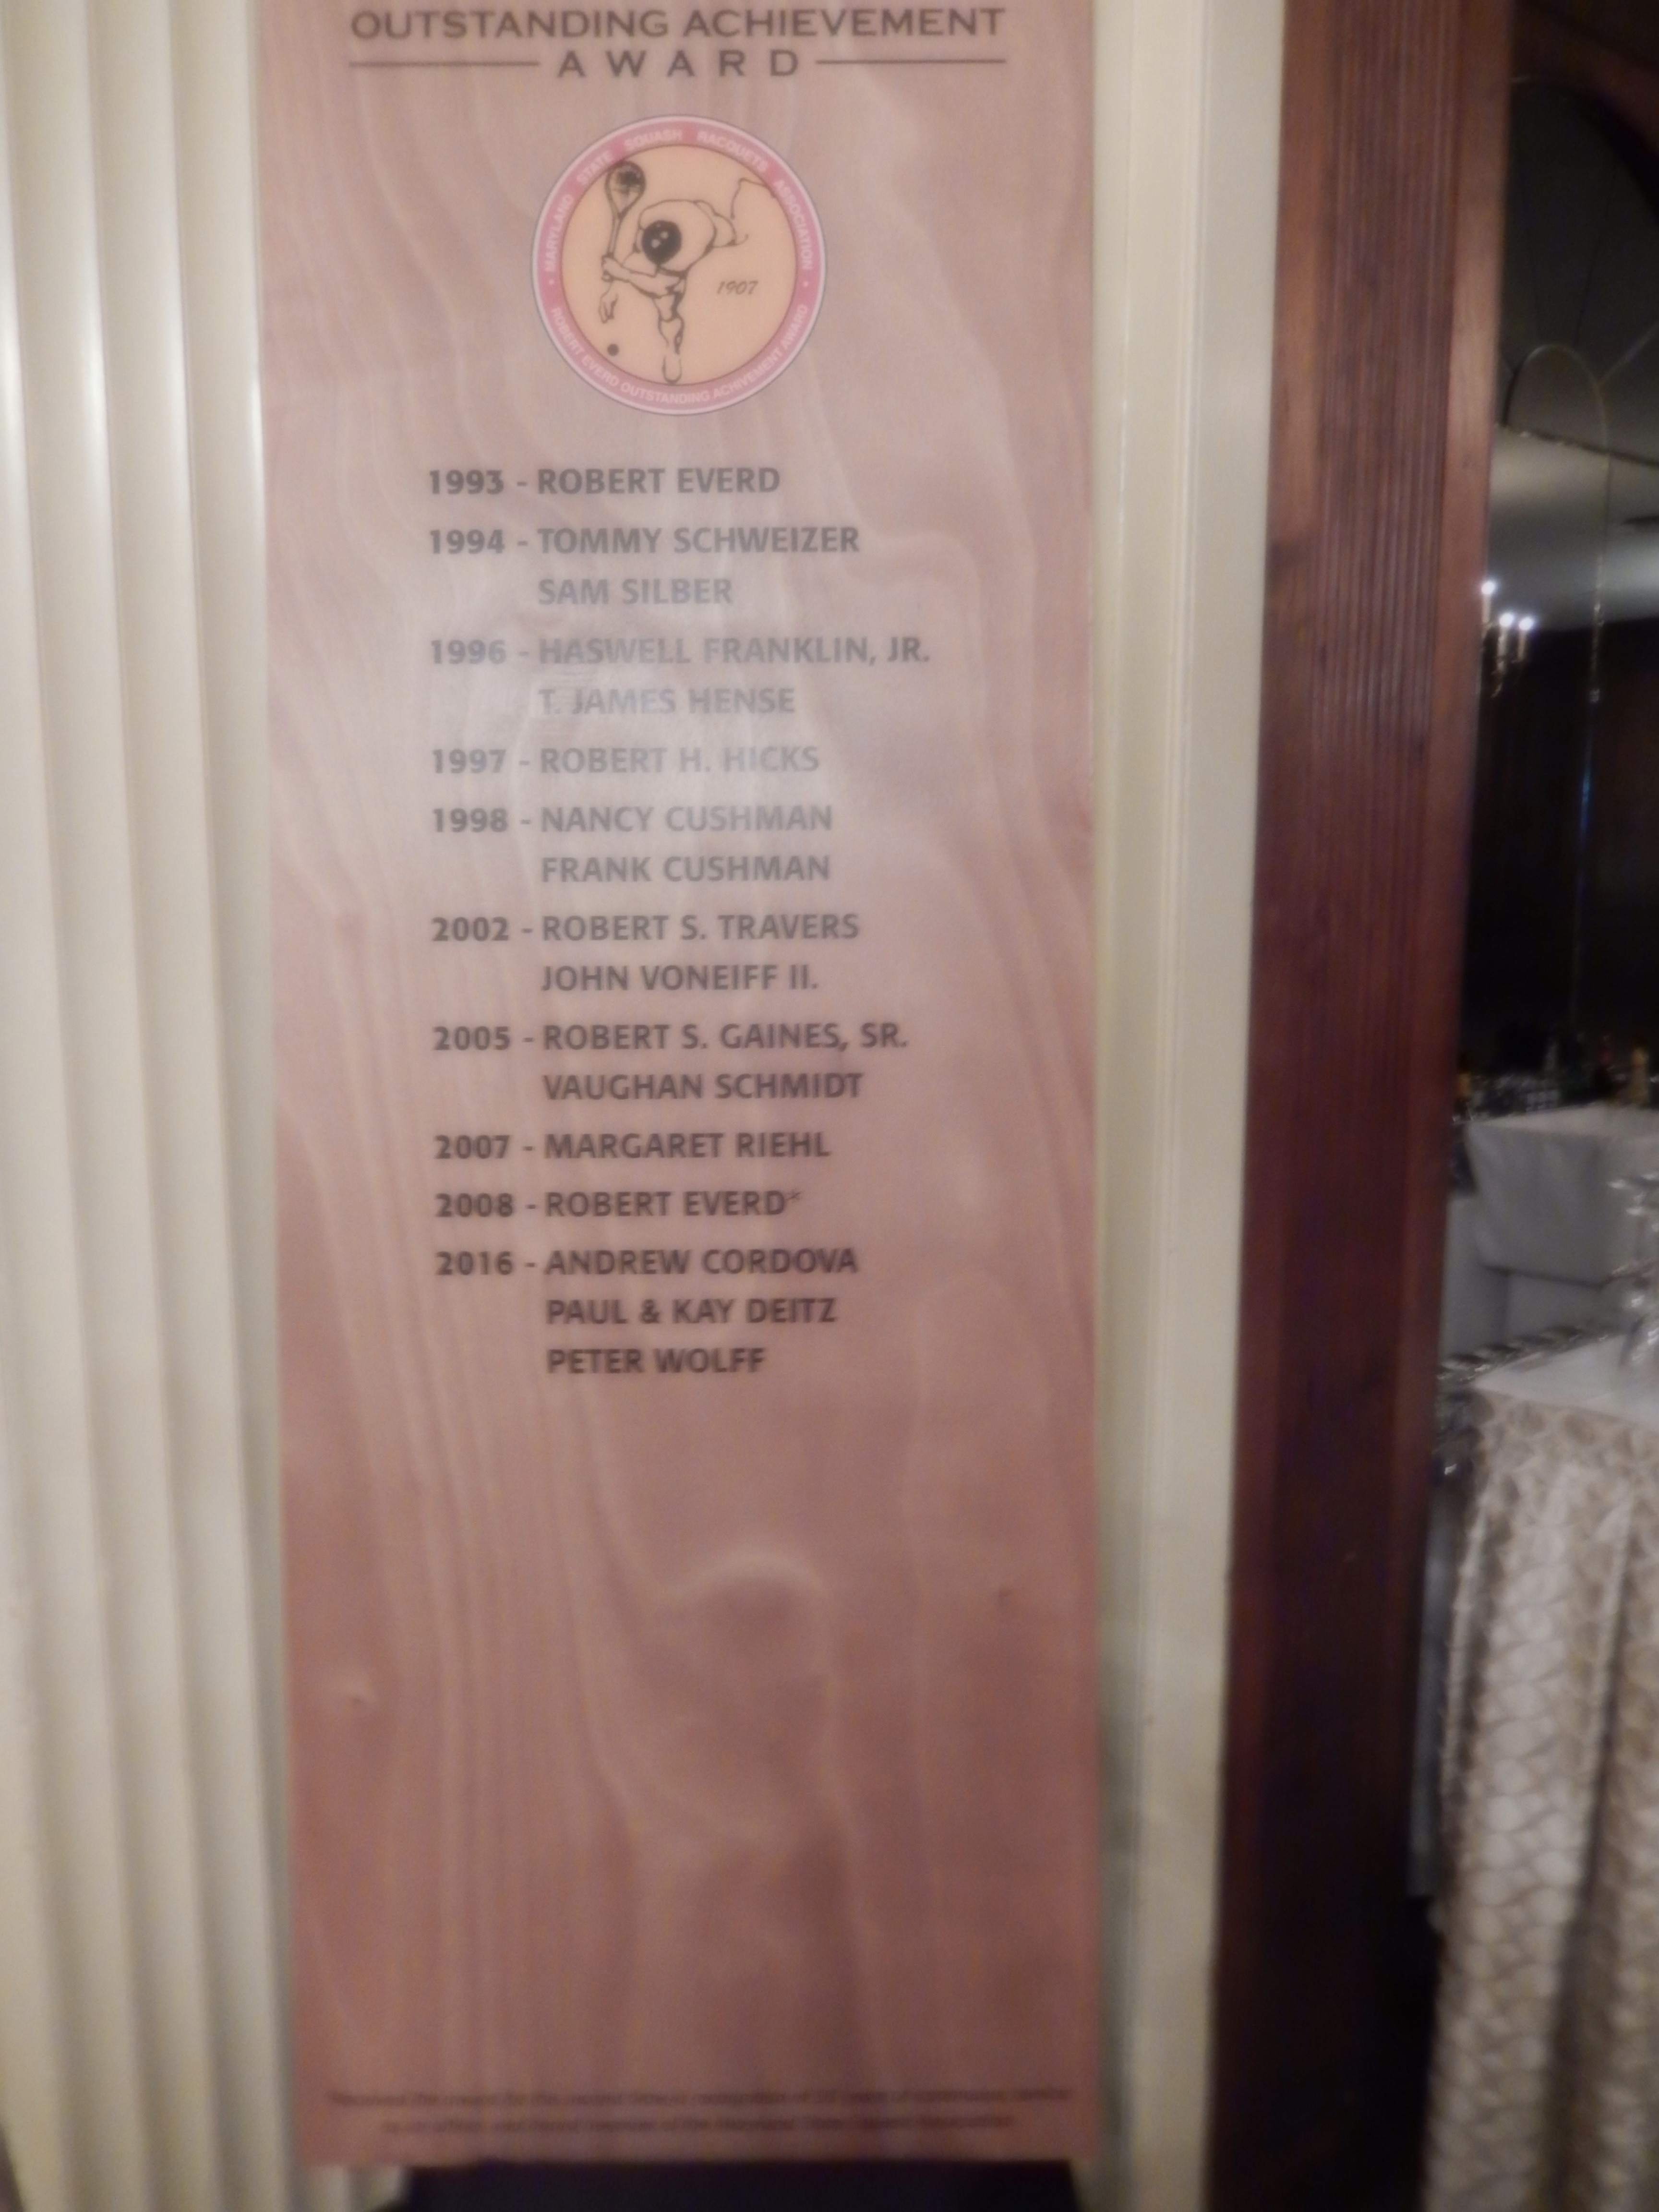 OUTSTANDING ACHIEVEMENT
AWARD
• MARYLAND STATE SQUASH RACQUETS ASSOCIATION •
1907
ROBERT EVERD OUTSTANDING ACHIVEMENT AWARD
1993 - ROBERT EVERD
1994 - TOMMY SCHWEIZER
SAM SILBER
1996 - HASWELL FRANKLIN, JR.
T. JAMES HENSE
1997 - ROBERT H. HICKS
1998 - NANCY CUSHMAN
FRANK CUSHMAN
2002 - ROBERT S. TRAVERS
JOHN VONEIFF II.
2005 - ROBERT S. GAINES, SR.
VAUGHAN SCHMIDT
2007 - MARGARET RIEHL
2008 - ROBERT EVERD*
2016 - ANDREW CORDOVA
PAUL & KAY DEITZ
PETER WOLFF